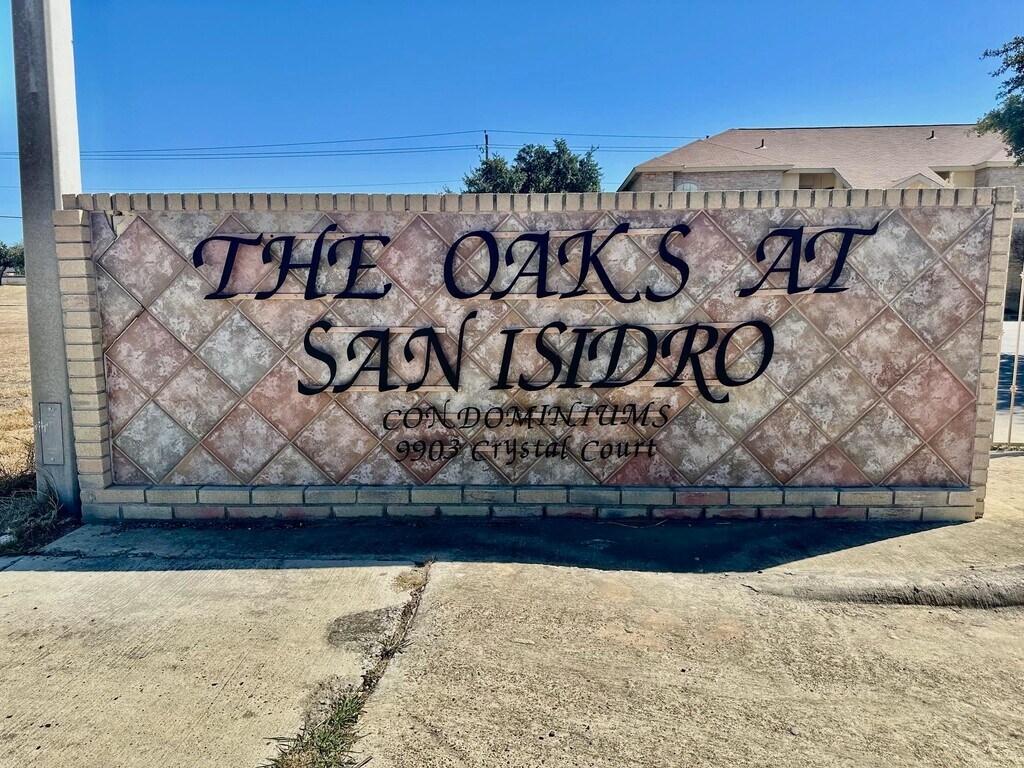 THE OAKS AT
SAN ISIDRO
CONDOMINIUMS
9903 Crystal Court